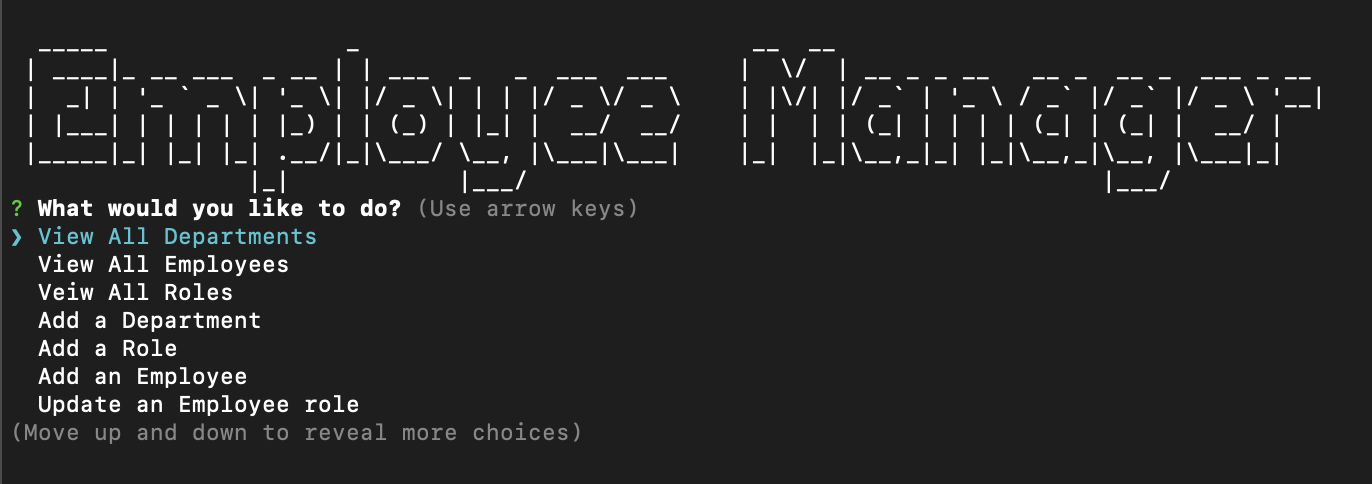 Employee Manager
? What would you like to do? (Use arrow keys)
❯ View All Departments
View All Employees
Veiw All Roles
Add a Department
Add a Role
Add an Employee
Update an Employee role
(Move up and down to reveal more choices)